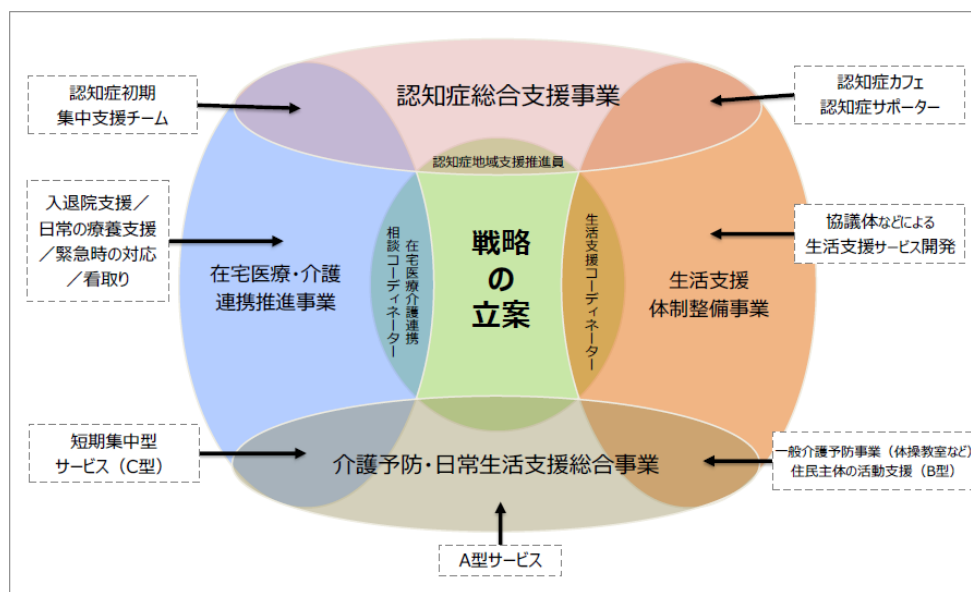 認知症初期
集中支援チーム
認知症総合支援事業
認知症カフェ
認知症サポーター
認知症地域支援推進員
入退院支援／
日常の療養支援
／緊急時の対応
／看取り
在宅医療・介護
連携推進事業
在宅医療介護連携
相談コーディネーター
戦略
の
立案
生活支援コーディネーター
生活支援
体制整備事業
協議体などによる
生活支援サービス開発
短期集中型
サービス（C型）
介護予防・日常生活支援総合事業
一般介護予防事業（体操教室など）
住民主体の活動支援（B型）
A型サービス